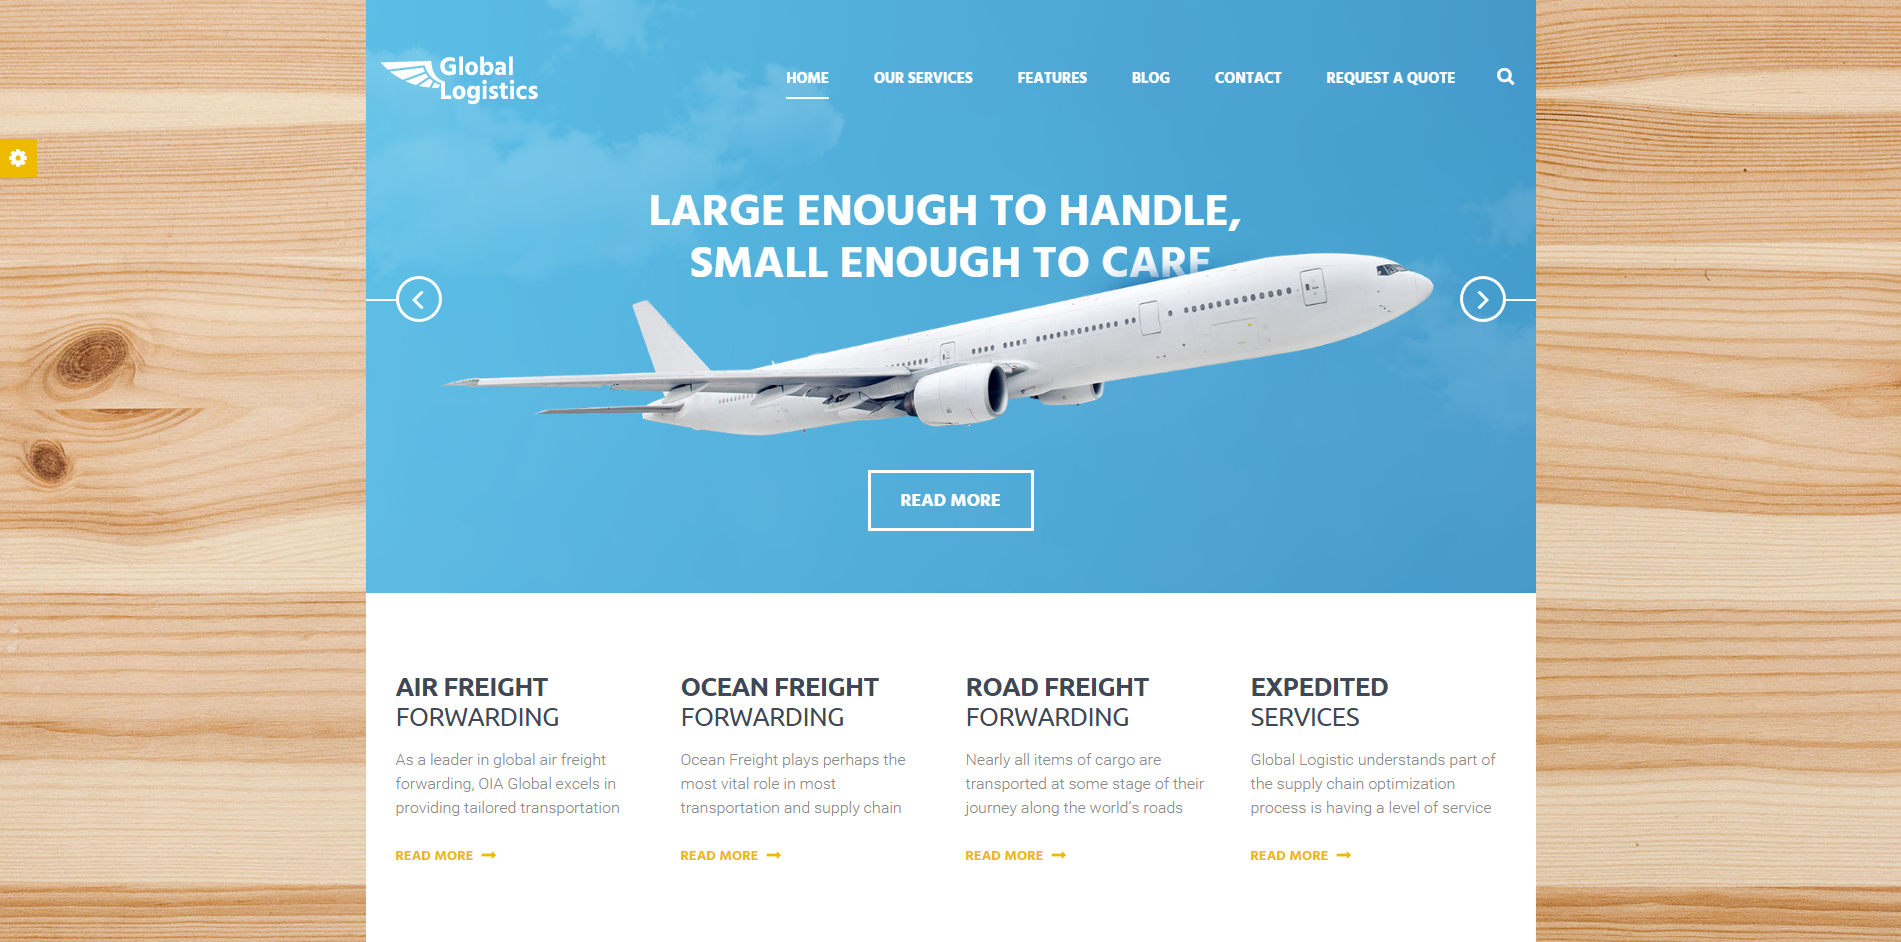 Global
Logistics
HOME OUR SERVICES FEATURES BLOG CONTACT REQUEST A QUOTE
LARGE ENOUGH TO HANDLE,
SMALL ENOUGH TO CARE
READ MORE
AIR FREIGHT
FORWARDING
As a leader in global air freight
forwarding, OIA Global excels in
providing tailored transportation
READ MORE
OCEAN FREIGHT
FORWARDING
Ocean Freight plays perhaps the
most vital role in most
transportation and supply chain
READ MORE
ROAD FREIGHT
FORWARDING
Nearly all items of cargo are
transported at some stage of their
journey along the world's roads
READ MORE
EXPEDITED
SERVICES
Global Logistic understands part of
the supply chain optimization
process is having a level of service
READ MORE